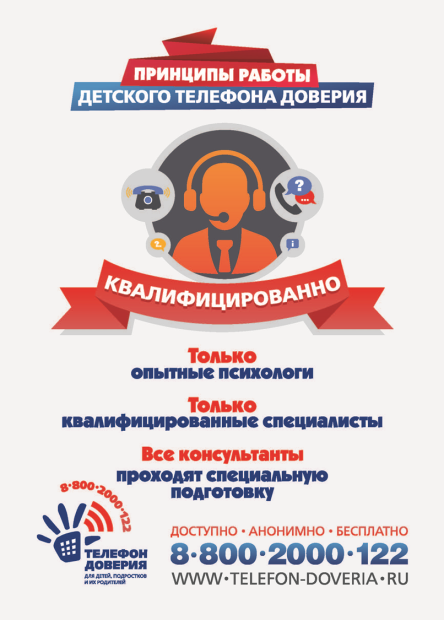 ПРИНЦИПЫ РАБОТЫ
ДЕТСКОГО ТЕЛЕФОНА ДОВЕРИЯ
?
i
КВАЛИФИЦИРОВАННО
Только
опытные психологи
Только
квалифицированные специалисты
Все консультанты
проходят специальную
подготовку
8-800-2000-122
ТЕЛЕФОН
ДОВЕРИЯ
ДЛЯ ДЕТЕЙ, ПОДРОСТКОВ
И ИХ РОДИТЕЛЕЙ
ДОСТУПНО • АНОНИМНО • БЕСПЛАТНО
8·800·2000·122
WWW•TELEFON-DOVERIA•RU